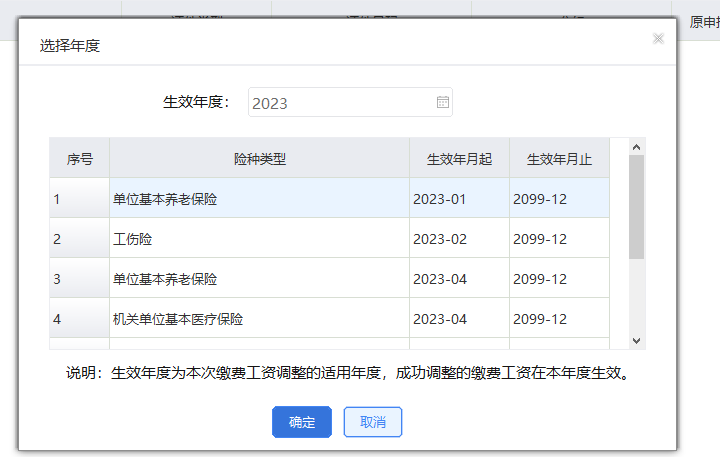 原申报
选择年度
生效年度：
2023
序号 险种类型 生效年月起 生效年月止
1 单位基本养老保险 2023-01 2099-12
2 工伤险 2023-02 2099-12
3 单位基本养老保险 2023-04 2099-12
4 机关单位基本医疗保险 2023-04 2099-12
说明：生效年度为本次缴费工资调整的适用年度，成功调整的缴费工资在本年度生效。
确定 取消